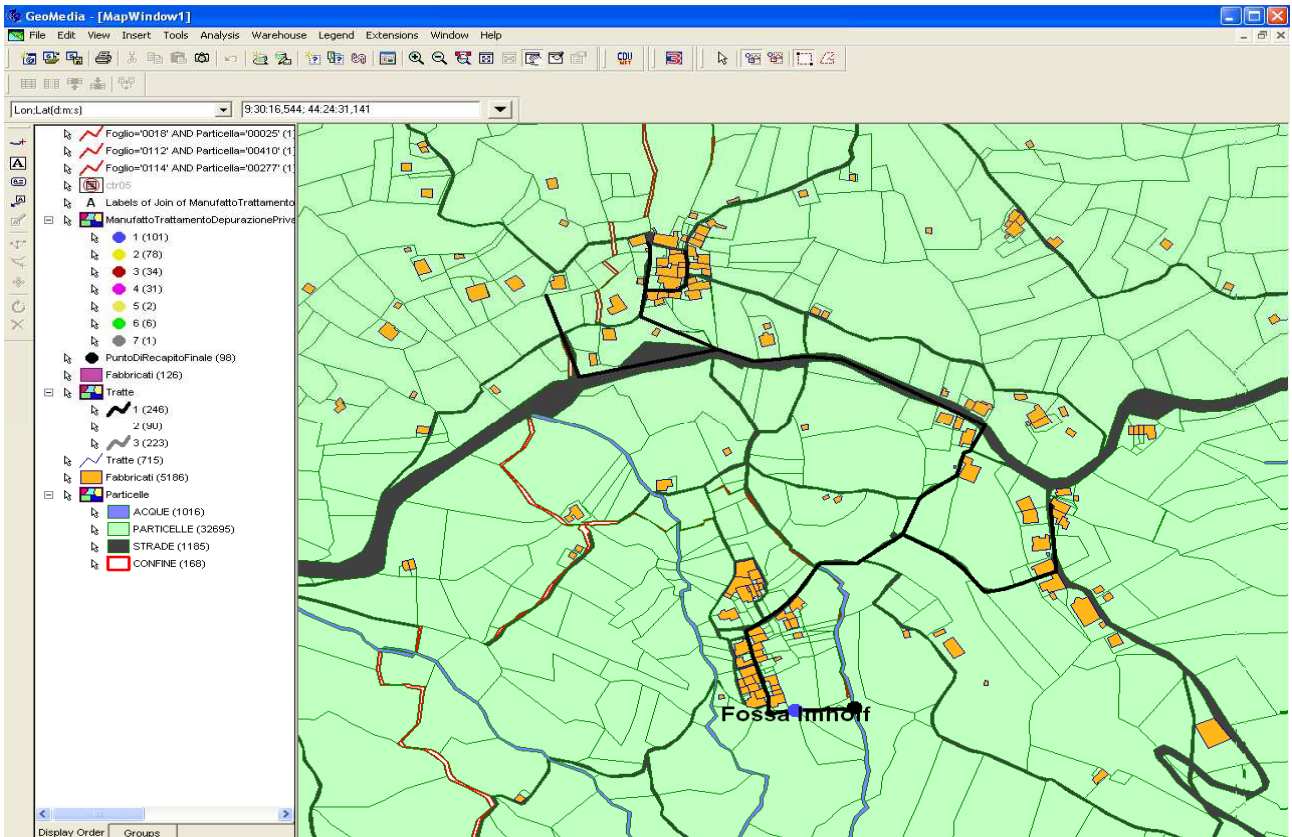 GeoMedia - [MapWindow1]
File Edit View Insert Tools Analysis Warehouse Legend Extensions Window Help
CDU
NET
Lon;Lat(d:m:s) 9:30:16,544; 44:24:31,141
Foglio='0018' AND Particella='00025' (1)
Foglio='0112' AND Particella='00410' (1)
Foglio='0114' AND Particella='00277' (1)
ctr05
A Labels of Join of ManufattoTrattamento
ManufattoTrattamentoDepurazionePriva
1 (101)
2 (78)
3 (34)
4 (31)
5 (2)
6 (6)
7 (1)
PuntoDiRecapitoFinale (98)
Fabbricati (126)
Tratte
1 (246)
2 (90)
3 (223)
Tratte (715)
Fabbricati (5186)
Particelle
ACQUE (1016)
PARTICELLE (32695)
STRADE (1185)
CONFINE (168)
Fossa Imhoff
Display Order Groups